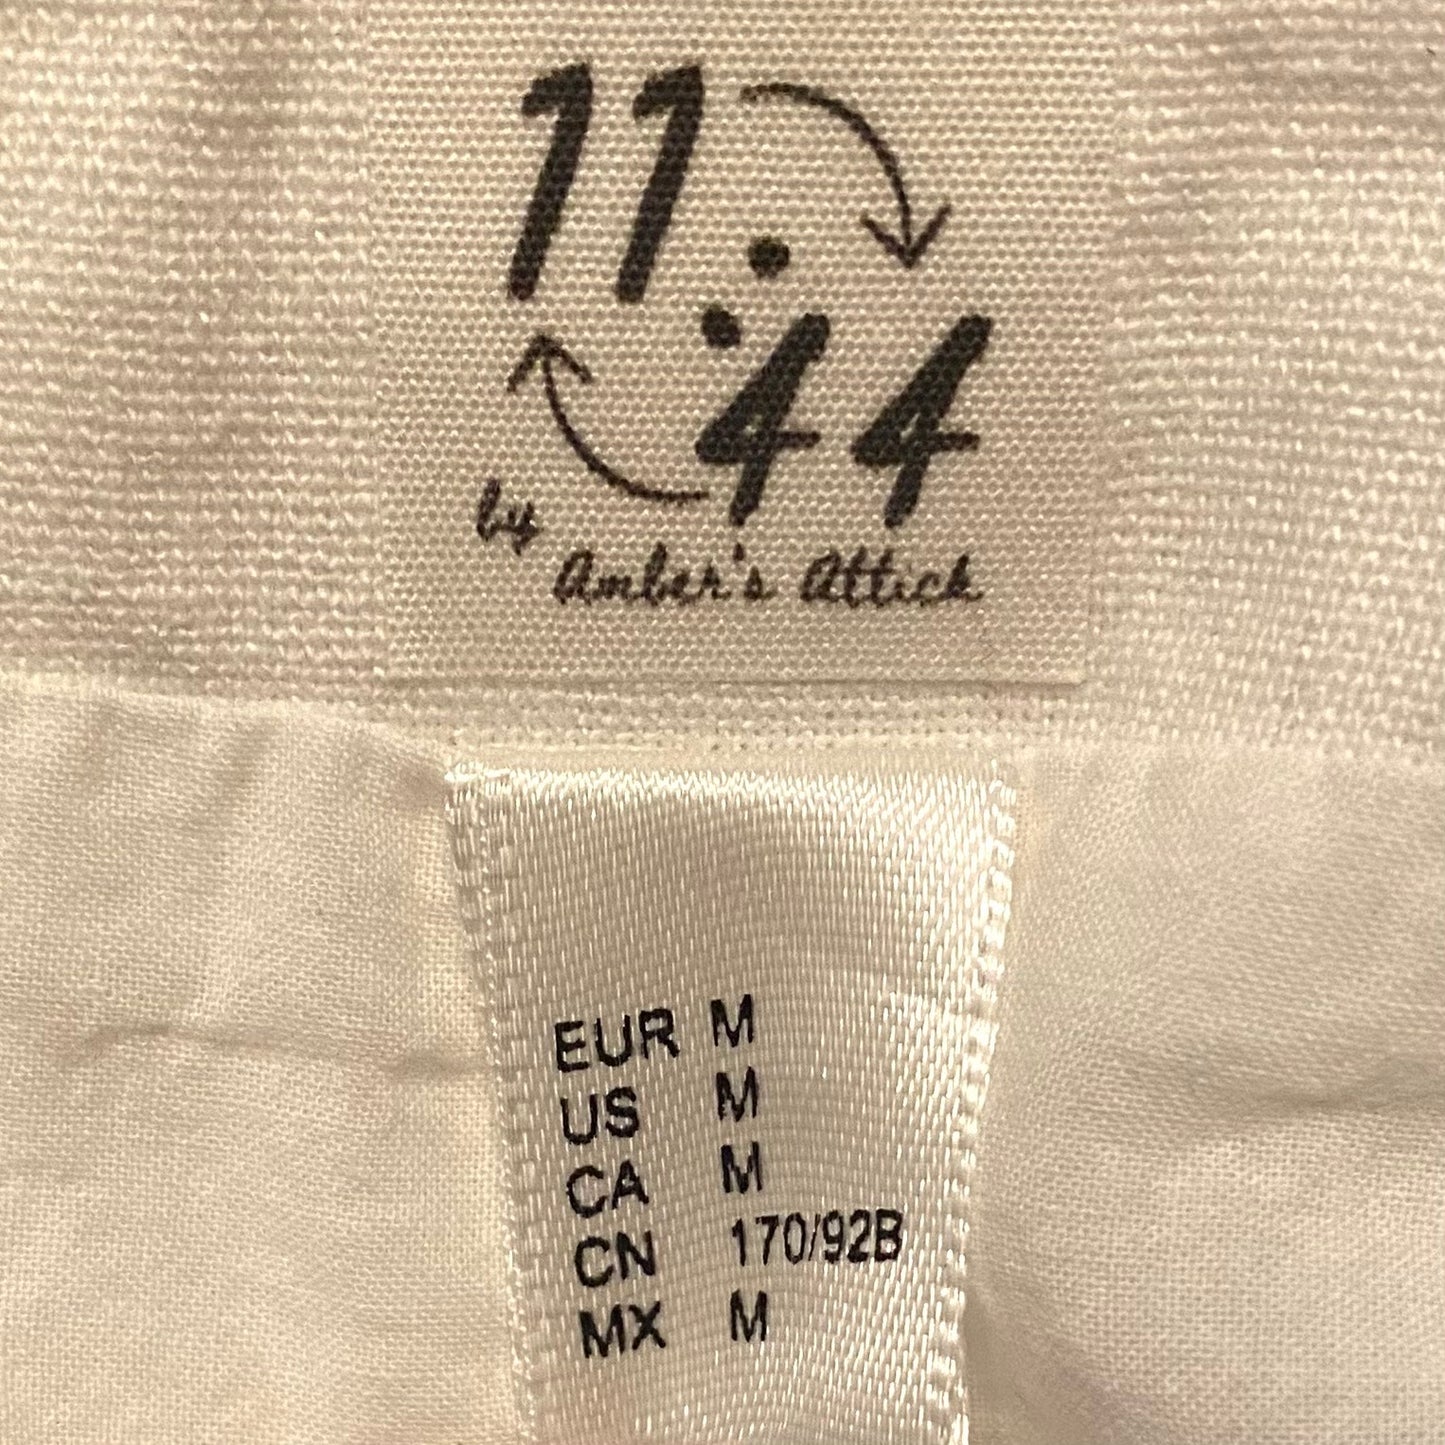 11:44
by
Amber's Attick
EUR M
US M
CA M
CN 170/92B
MX M